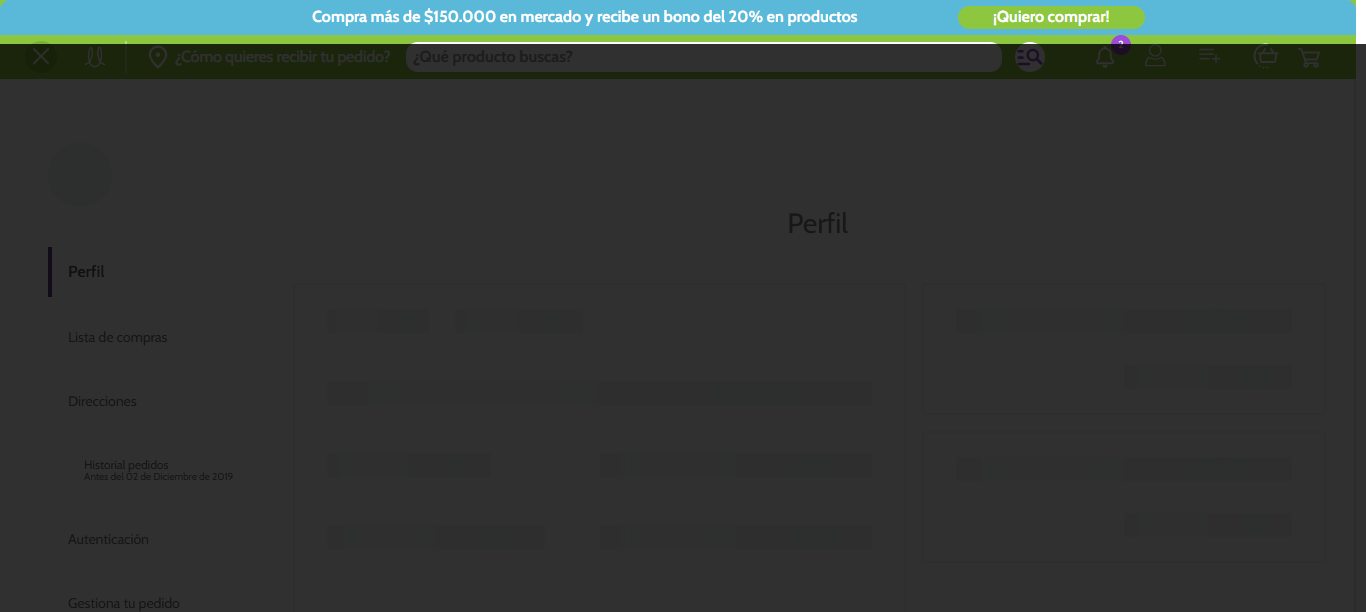 Compra más de $150.000 en mercado y recibe un bono del 20% en productos
¡Quiero comprar!
¿Cómo quieres recibir tu pedido?
¿Qué producto buscas?
2
Perfil
Perfil
Lista de compras
Direcciones
Historial pedidos
Antes del 02 de Diciembre de 2019
Autenticación
Gestiona tu pedido